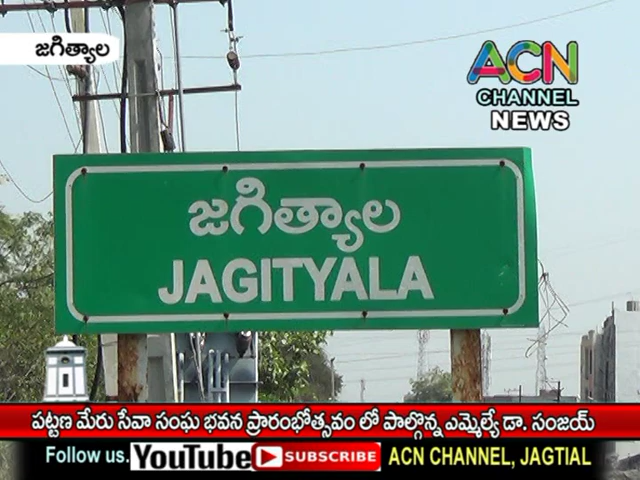 జగిత్యాల
ACN
CHANNEL
NEWS
జగిత్యాల
JAGITYALA
పట్టణ మేరు సేవా సంఘ భవన ప్రారంభోత్సవం లో పాల్గొన్న ఎమ్మెల్యే డా. సంజయ్
Follow us. YouTube SUBSCRIBE ACN CHANNEL, JAGTIAL